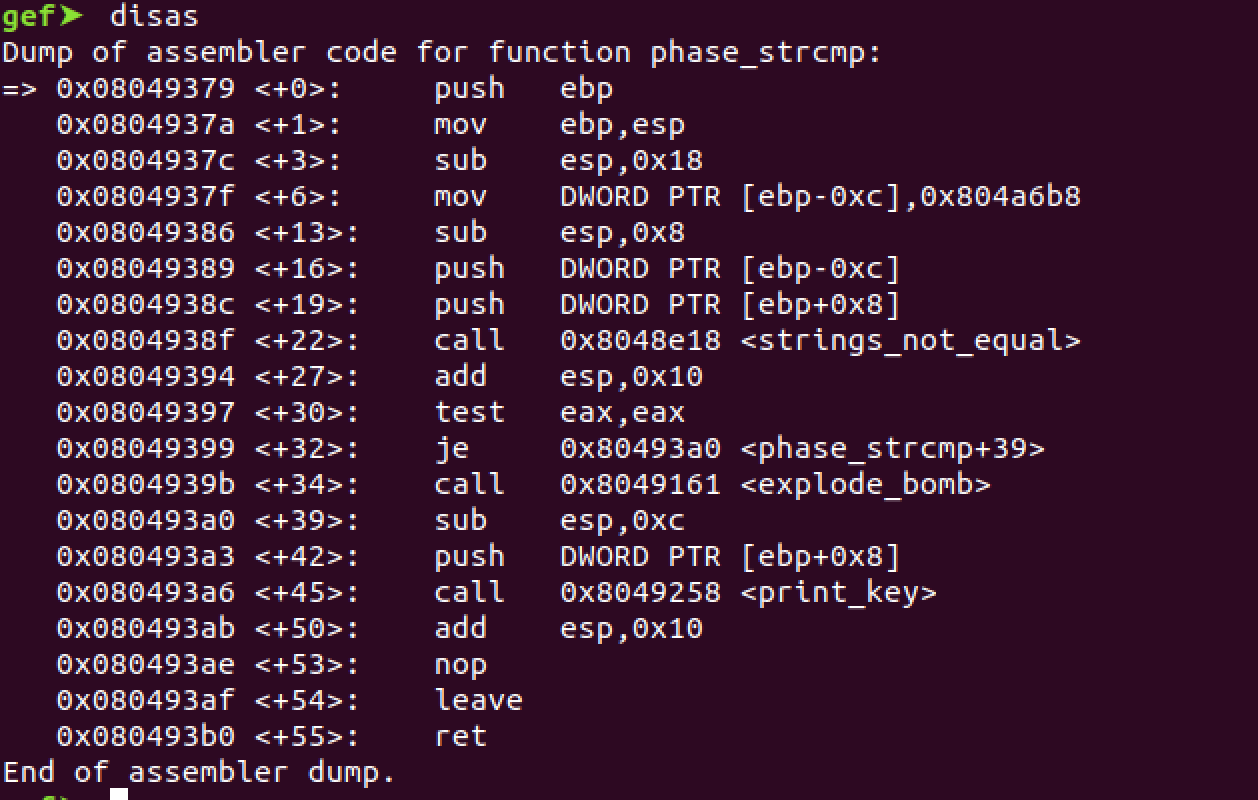 gef➤  disas
Dump of assembler code for function phase_strcmp:
=> 0x08049379 <+0>:     push   ebp
   0x0804937a <+1>:     mov    ebp,esp
   0x0804937c <+3>:     sub    esp,0x18
   0x0804937f <+6>:     mov    DWORD PTR [ebp-0xc],0x804a6b8
   0x08049386 <+13>:    sub    esp,0x8
   0x08049389 <+16>:    push   DWORD PTR [ebp-0xc]
   0x0804938c <+19>:    push   DWORD PTR [ebp+0x8]
   0x0804938f <+22>:    call   0x8048e18 <strings_not_equal>
   0x08049394 <+27>:    add    esp,0x10
   0x08049397 <+30>:    test   eax,eax
   0x08049399 <+32>:    je     0x80493a0 <phase_strcmp+39>
   0x0804939b <+34>:    call   0x8049161 <explode_bomb>
   0x080493a0 <+39>:    sub    esp,0xc
   0x080493a3 <+42>:    push   DWORD PTR [ebp+0x8]
   0x080493a6 <+45>:    call   0x8049258 <print_key>
   0x080493ab <+50>:    add    esp,0x10
   0x080493ae <+53>:    nop
   0x080493af <+54>:    leave
   0x080493b0 <+55>:    ret
End of assembler dump.